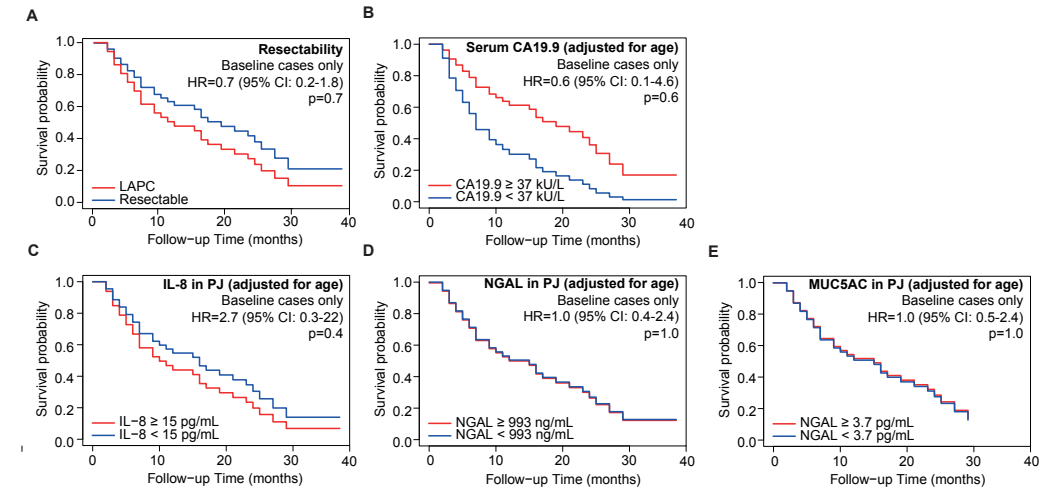 A
Resectability
Baseline cases only
HR=0.7 (95% CI: 0.2-1.8)
p=0.7
Survival probability
1.0
0.8
0.6
0.4
0.2
0.0
LAPC
Resectable
0 10 20 30 40
Follow−up Time (months)
B
Serum CA19.9 (adjusted for age)
Baseline cases only
HR=0.6 (95% CI: 0.1-4.6)
p=0.6
Survival probability
1.0
0.8
0.6
0.4
0.2
0.0
CA19.9 ≥ 37 kU/L
CA19.9 < 37 kU/L
0 10 20 30 40
Follow−up Time (months)
C
IL-8 in PJ (adjusted for age)
Baseline cases only
HR=2.7 (95% CI: 0.3-22)
p=0.4
Survival probability
1.0
0.8
0.6
0.4
0.2
0.0
IL−8 ≥ 15 pg/mL
IL−8 < 15 pg/mL
0 10 20 30 40
Follow−up Time (months)
D
NGAL in PJ (adjusted for age)
Baseline cases only
HR=1.0 (95% CI: 0.4-2.4)
p=1.0
Survival probability
1.0
0.8
0.6
0.4
0.2
0.0
NGAL ≥ 993 ng/mL
NGAL < 993 ng/mL
0 10 20 30 40
Follow−up Time (months)
E
MUC5AC in PJ (adjusted for age)
Baseline cases only
HR=1.0 (95% CI: 0.5-2.4)
p=1.0
Survival probability
1.0
0.8
0.6
0.4
0.2
0.0
NGAL ≥ 3.7 pg/mL
NGAL < 3.7 pg/mL
0 10 20 30 40
Follow−up Time (months)